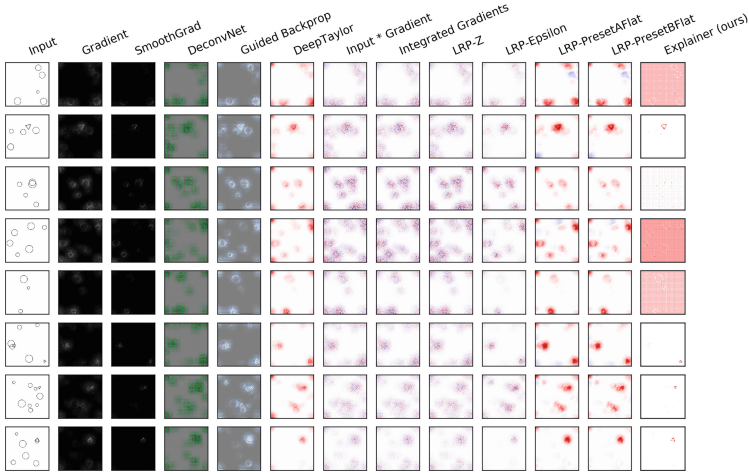 Input
Gradient
SmoothGrad
DeconvNet
Guided Backprop
DeepTaylor
Input * Gradient
Integrated Gradients
LRP-Z
LRP-Epsilon
LRP-PresetAFlat
LRP-PresetBFlat
Explainer (ours)